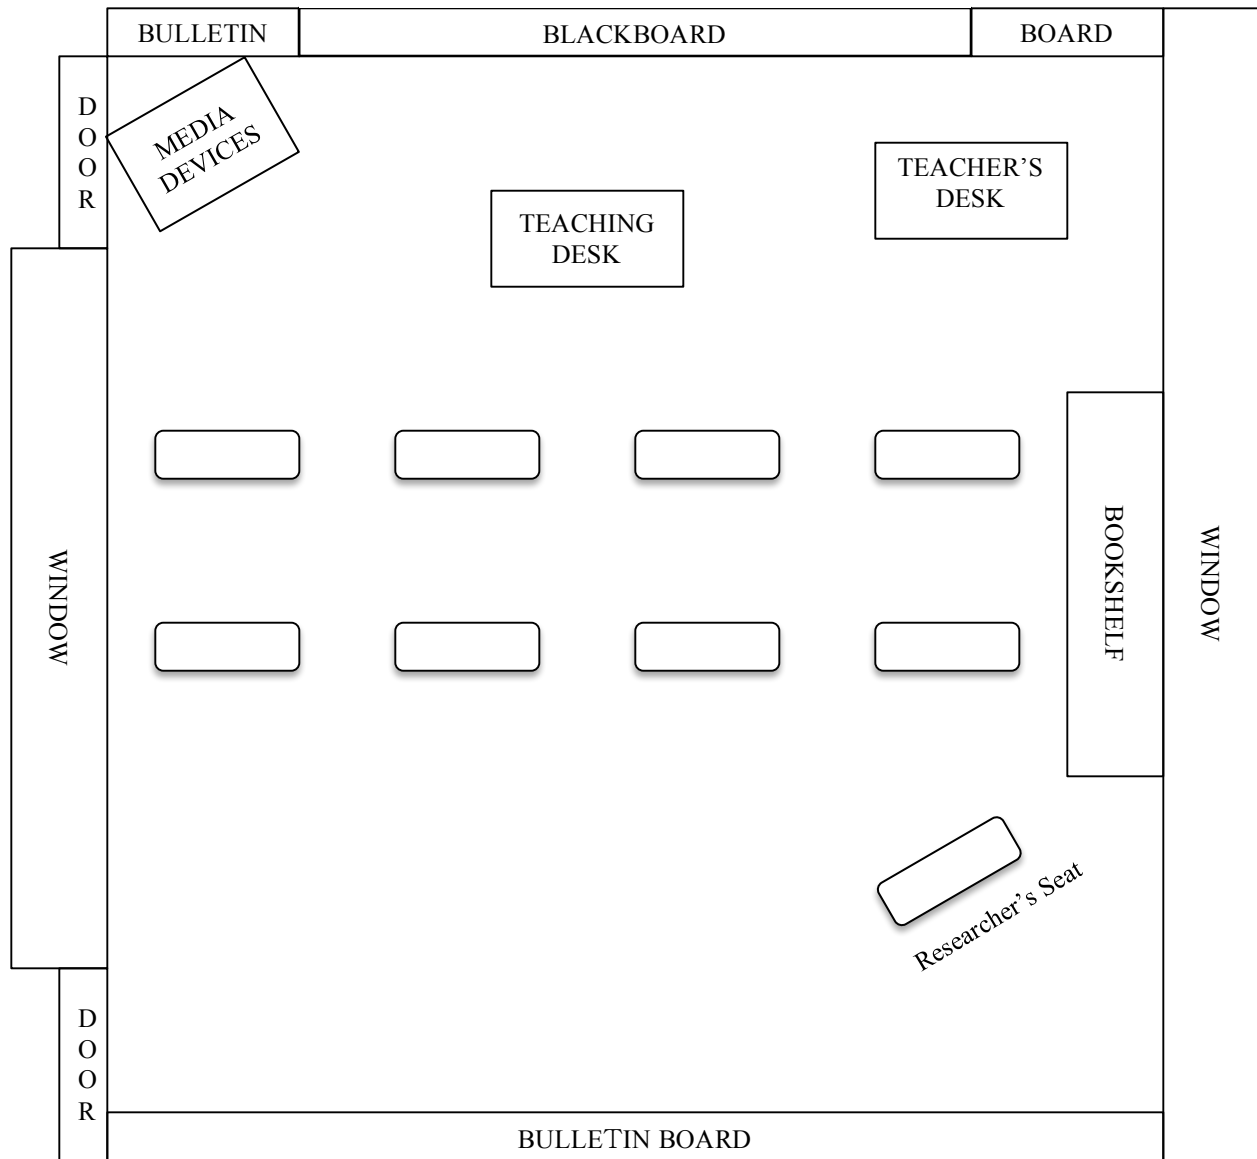 BULLETIN
BLACKBOARD
BOARD
DOOR
MEDIA
DEVICES
TEACHER’S
DESK
TEACHING
DESK
WINDOW
BOOKSHELF
WINDOW
Researcher’s Seat
DOOR
BULLETIN BOARD